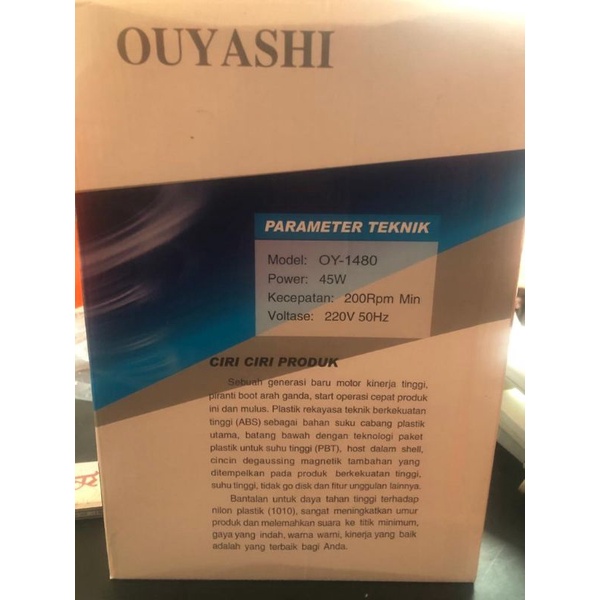 OUYASHI
PARAMETER TEKNIK
Model: OY-1480
Power: 45W
Kecepatan: 200Rpm Min
Voltase: 220V 50Hz
CIRI CIRI PRODUK
Sebuah generasi baru motor kinerja tinggi,
piranti boot arah ganda, start operasi cepat produk
ini dan mulus. Plastik rekayasa teknik berkekuatan
tinggi (ABS) sebagai bahan suku cabang plastik
utama, batang bawah dengan teknologi paket
plastik untuk suhu tinggi (PBT), host dalam shell,
cincin degaussing magnetik tambahan yang
ditempelkan pada produk berkekuatan tinggi,
suhu tinggi, tidak go disk dan fitur unggulan lainnya.
Bantalan untuk daya tahan tinggi terhadap
nilon plastik (1010), sangat meningkatkan umur
produk dan melemahkan suara ke titik minimum,
gaya yang indah, warna warni, kinerja yang baik
adalah yang terbaik bagi Anda.